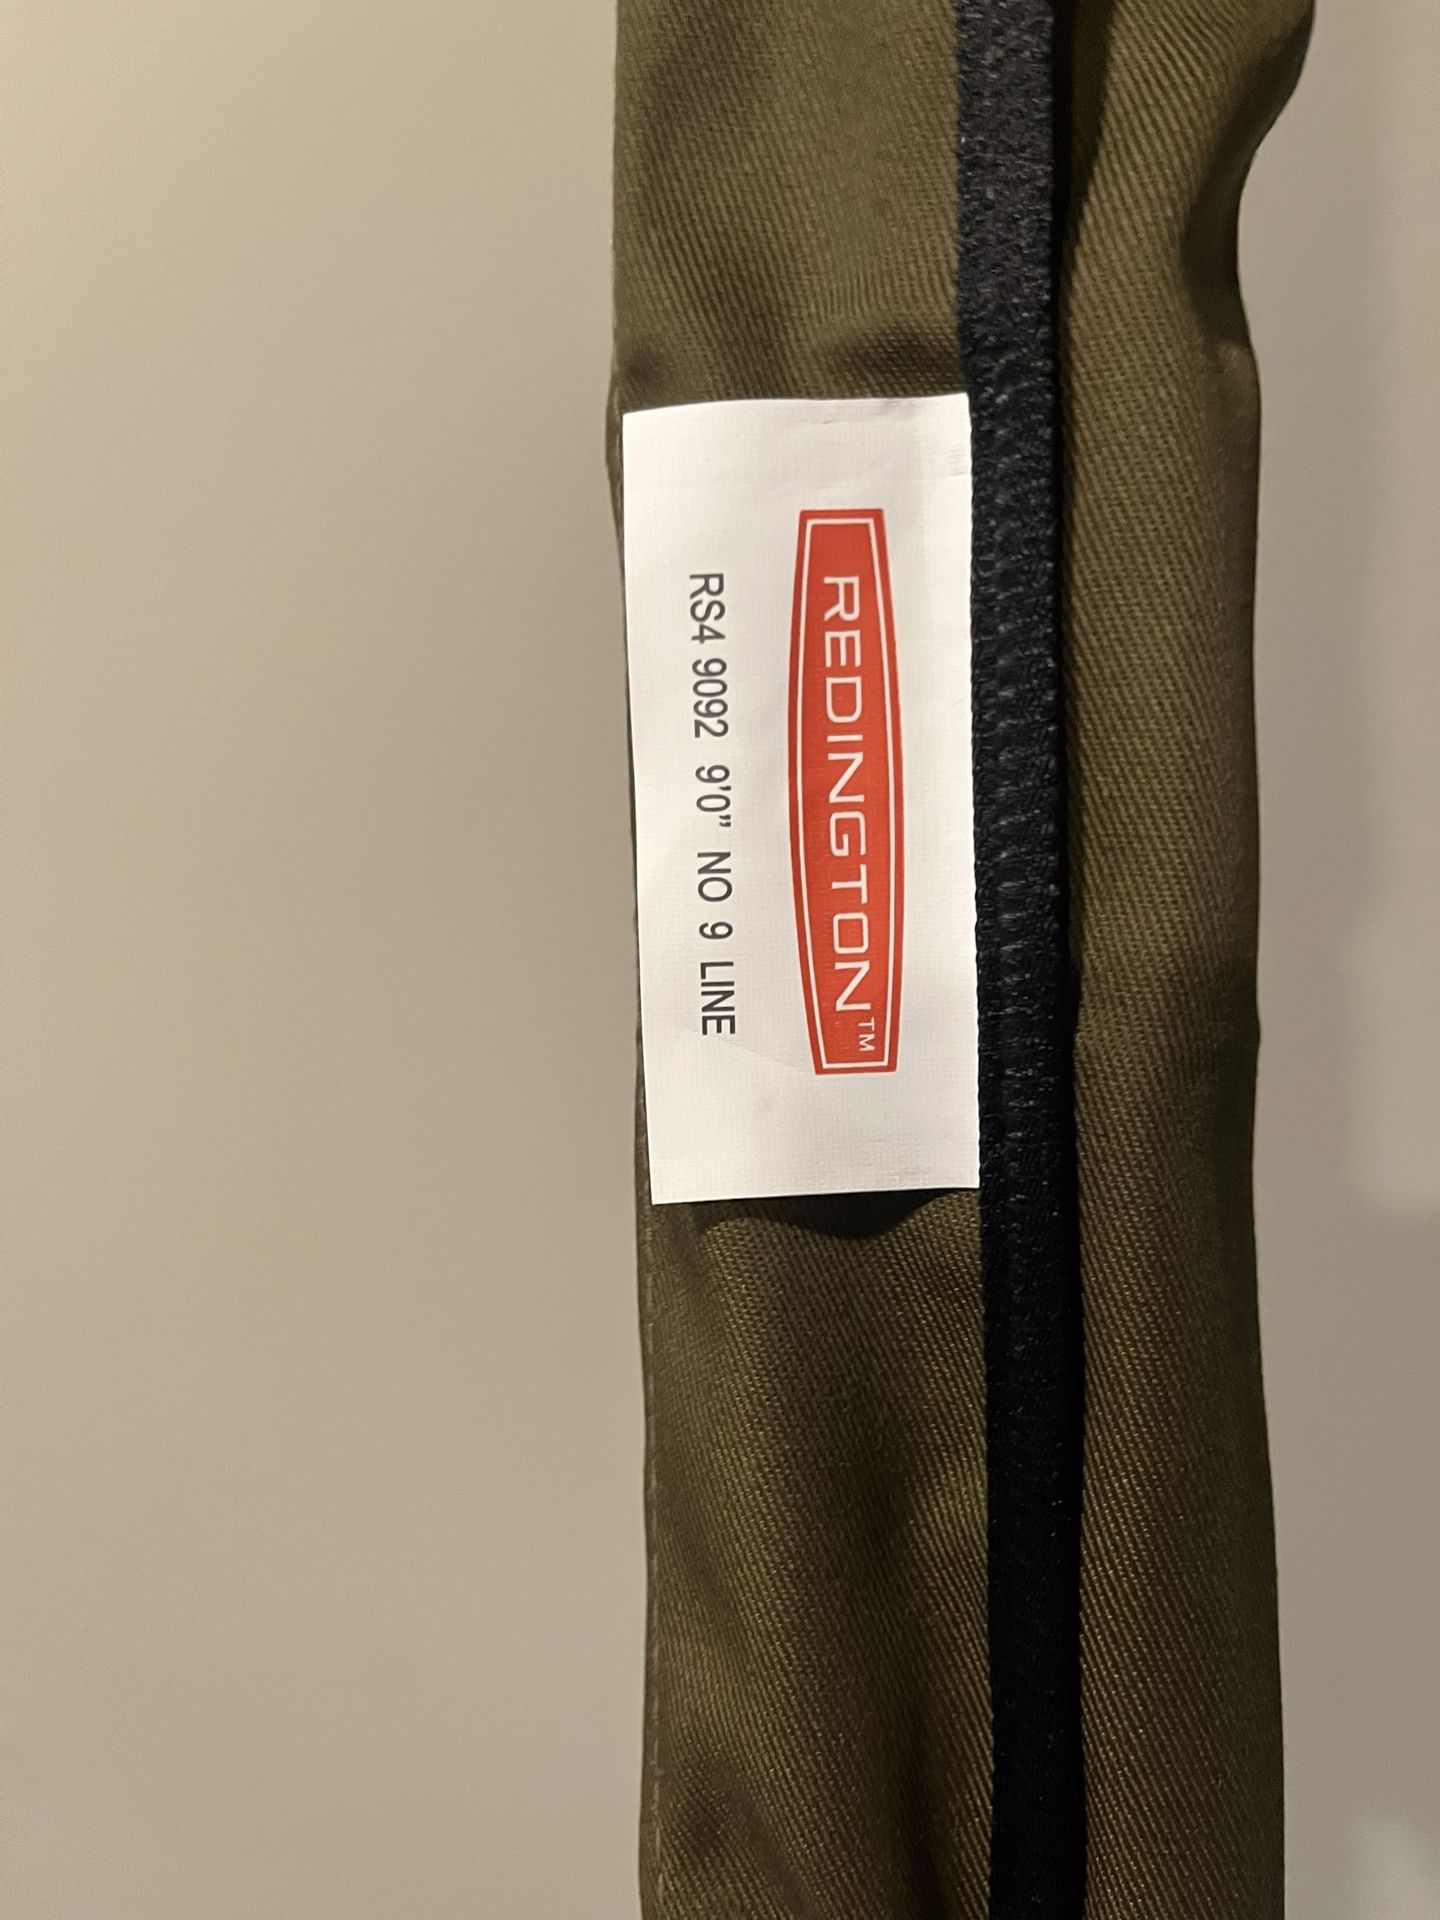 REDINGTON™
RS4 9092 9'0" NO 9 LINE